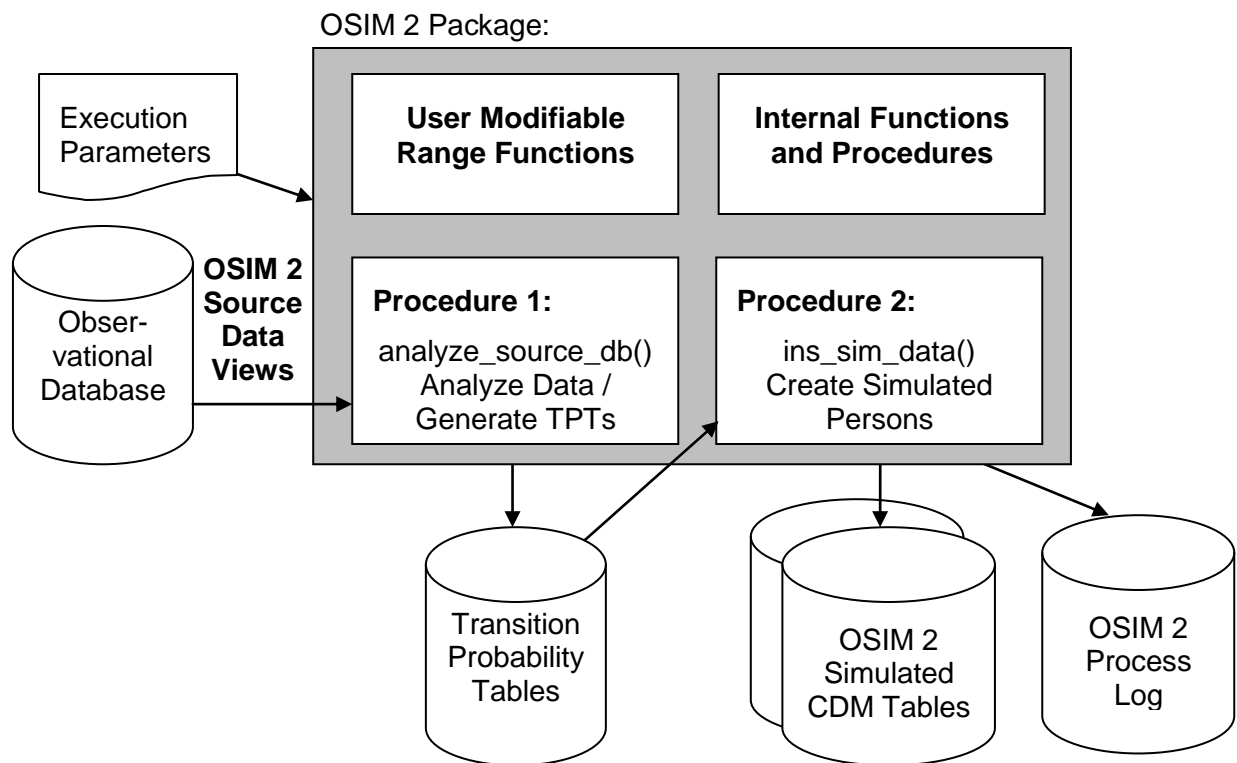 OSIM 2 Package:
Execution
Parameters
User Modifiable
Range Functions
Internal Functions
and Procedures
Obser-
vational
Database
OSIM 2
Source
Data
Views
Procedure 1:
analyze_source_db()
Analyze Data /
Generate TPTs
Procedure 2:
ins_sim_data()
Create Simulated
Persons
Transition
Probability
Tables
OSIM 2
Simulated
CDM Tables
OSIM 2
Process
Log